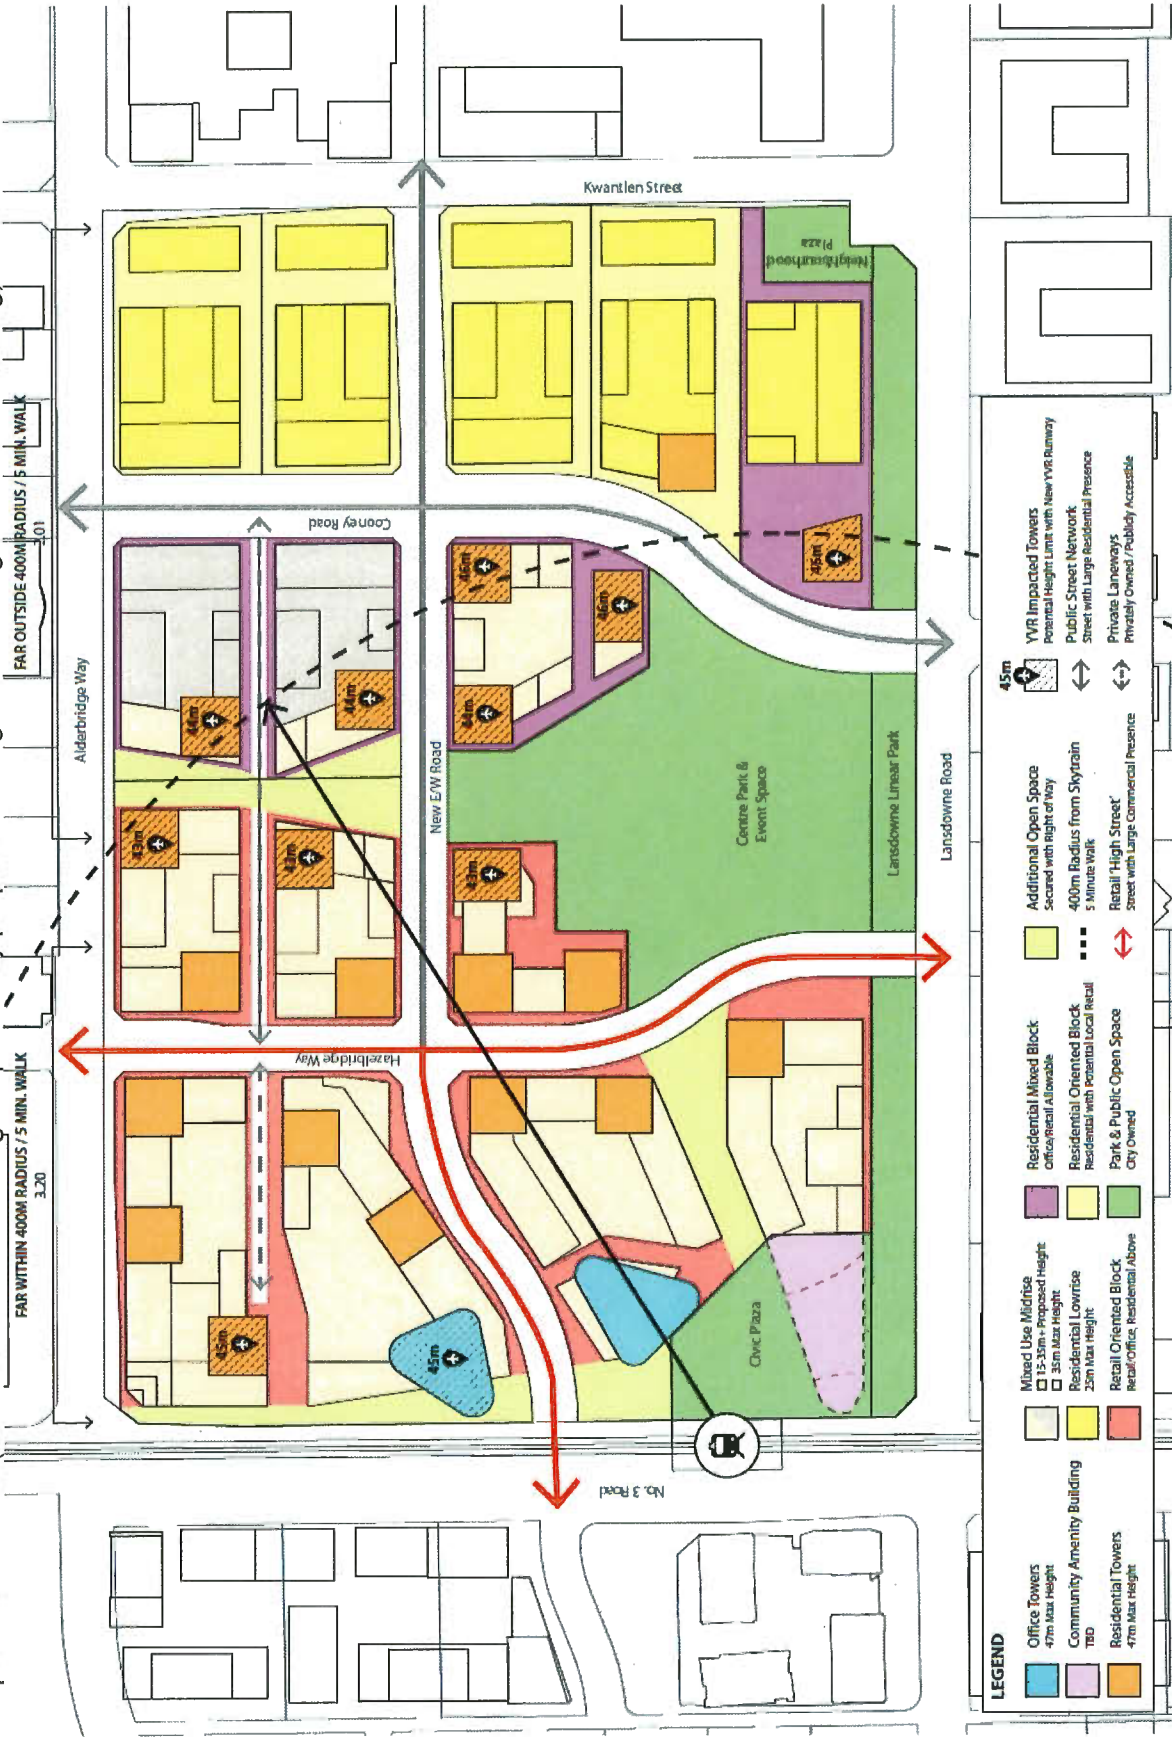 FAR WITHIN 400M RADIUS / 5 MIN. WALK
3.20
FAR OUTSIDE 400M RADIUS / 5 MIN. WALK
3.01
Alderbridge Way
Kwantlen Street
Cooney Road
Hazelbridge Way
New E/W Road
No. 3 Road
Lansdowne Road
Lansdowne Linear Park
Centre Park &
Event Space
Civic Plaza
Neighbourhood
Plaza
45m
43m
44m
45m
43m
44m
43m
44m
46m
46m
46m
LEGEND
Office Towers
47m Max Height
Community Amenity Building
TBD
Residential Towers
47m Max Height
Mixed Use Midrise
15-35m+ Proposed Height
35m Max Height
Residential Lowrise
25m Max Height
Retail Oriented Block
Retail/Office, Residential Above
Residential Mixed Block
Office/Retail Allowable
Residential Oriented Block
Residential with Potential Local Retail
Park & Public Open Space
City Owned
Additional Open Space
Secured with Right of Way
400m Radius from Skytrain
5 Minute Walk
Retail 'High Street'
Street with Large Commercial Presence
45m
YVR Impacted Towers
Potential Height Limit with New YVR Runway
Public Street Network
Street with Large Residential Presence
Private Laneways
Privately Owned / Publicly Accessible